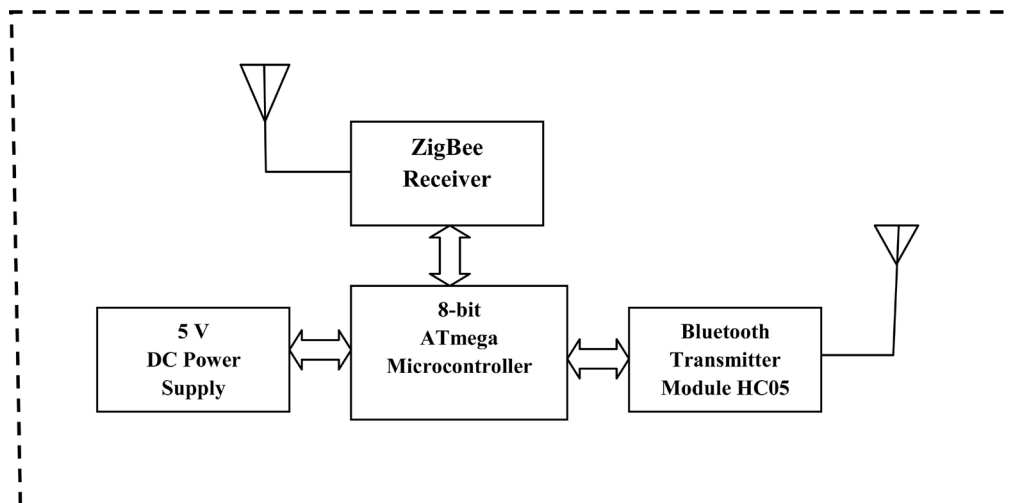 ZigBee
Receiver
8-bit
ATmega
Microcontroller
5 V
DC Power
Supply
Bluetooth
Transmitter
Module HC05